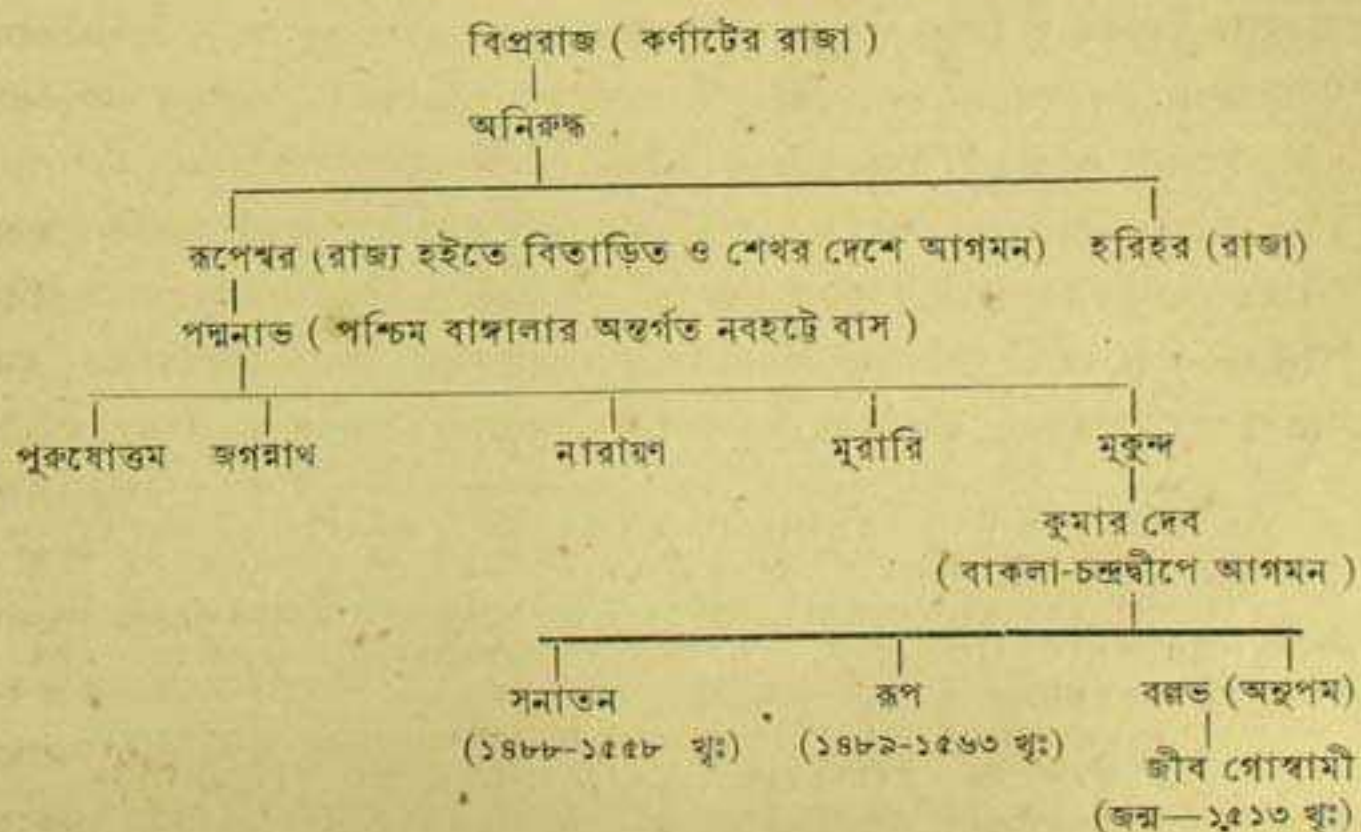 বিপ্ররাজ ( কর্ণাটের রাজা )
অনিরুদ্ধ
রূপেশ্বর (রাজ্য হইতে বিতাড়িত ও শেখর দেশে আগমন) হরিহর (রাজা)
পদ্মনাভ ( পশ্চিম বাঙ্গালার অন্তর্গত নবহট্টে বাস )
পুরুষোত্তম জগন্নাথ নারায়ণ মুরারি মুকুন্দ
কুমার দেব
( বাকলা-চন্দ্রদ্বীপে আগমন )
সনাতন রূপ বল্লভ (অনুপম)
(১৪৮৮-১৫৫৮ খৃঃ) (১৪৮৯-১৫৬৩ খৃঃ) জীব গোস্বামী
(জন্ম—১৫১৩ খৃঃ)